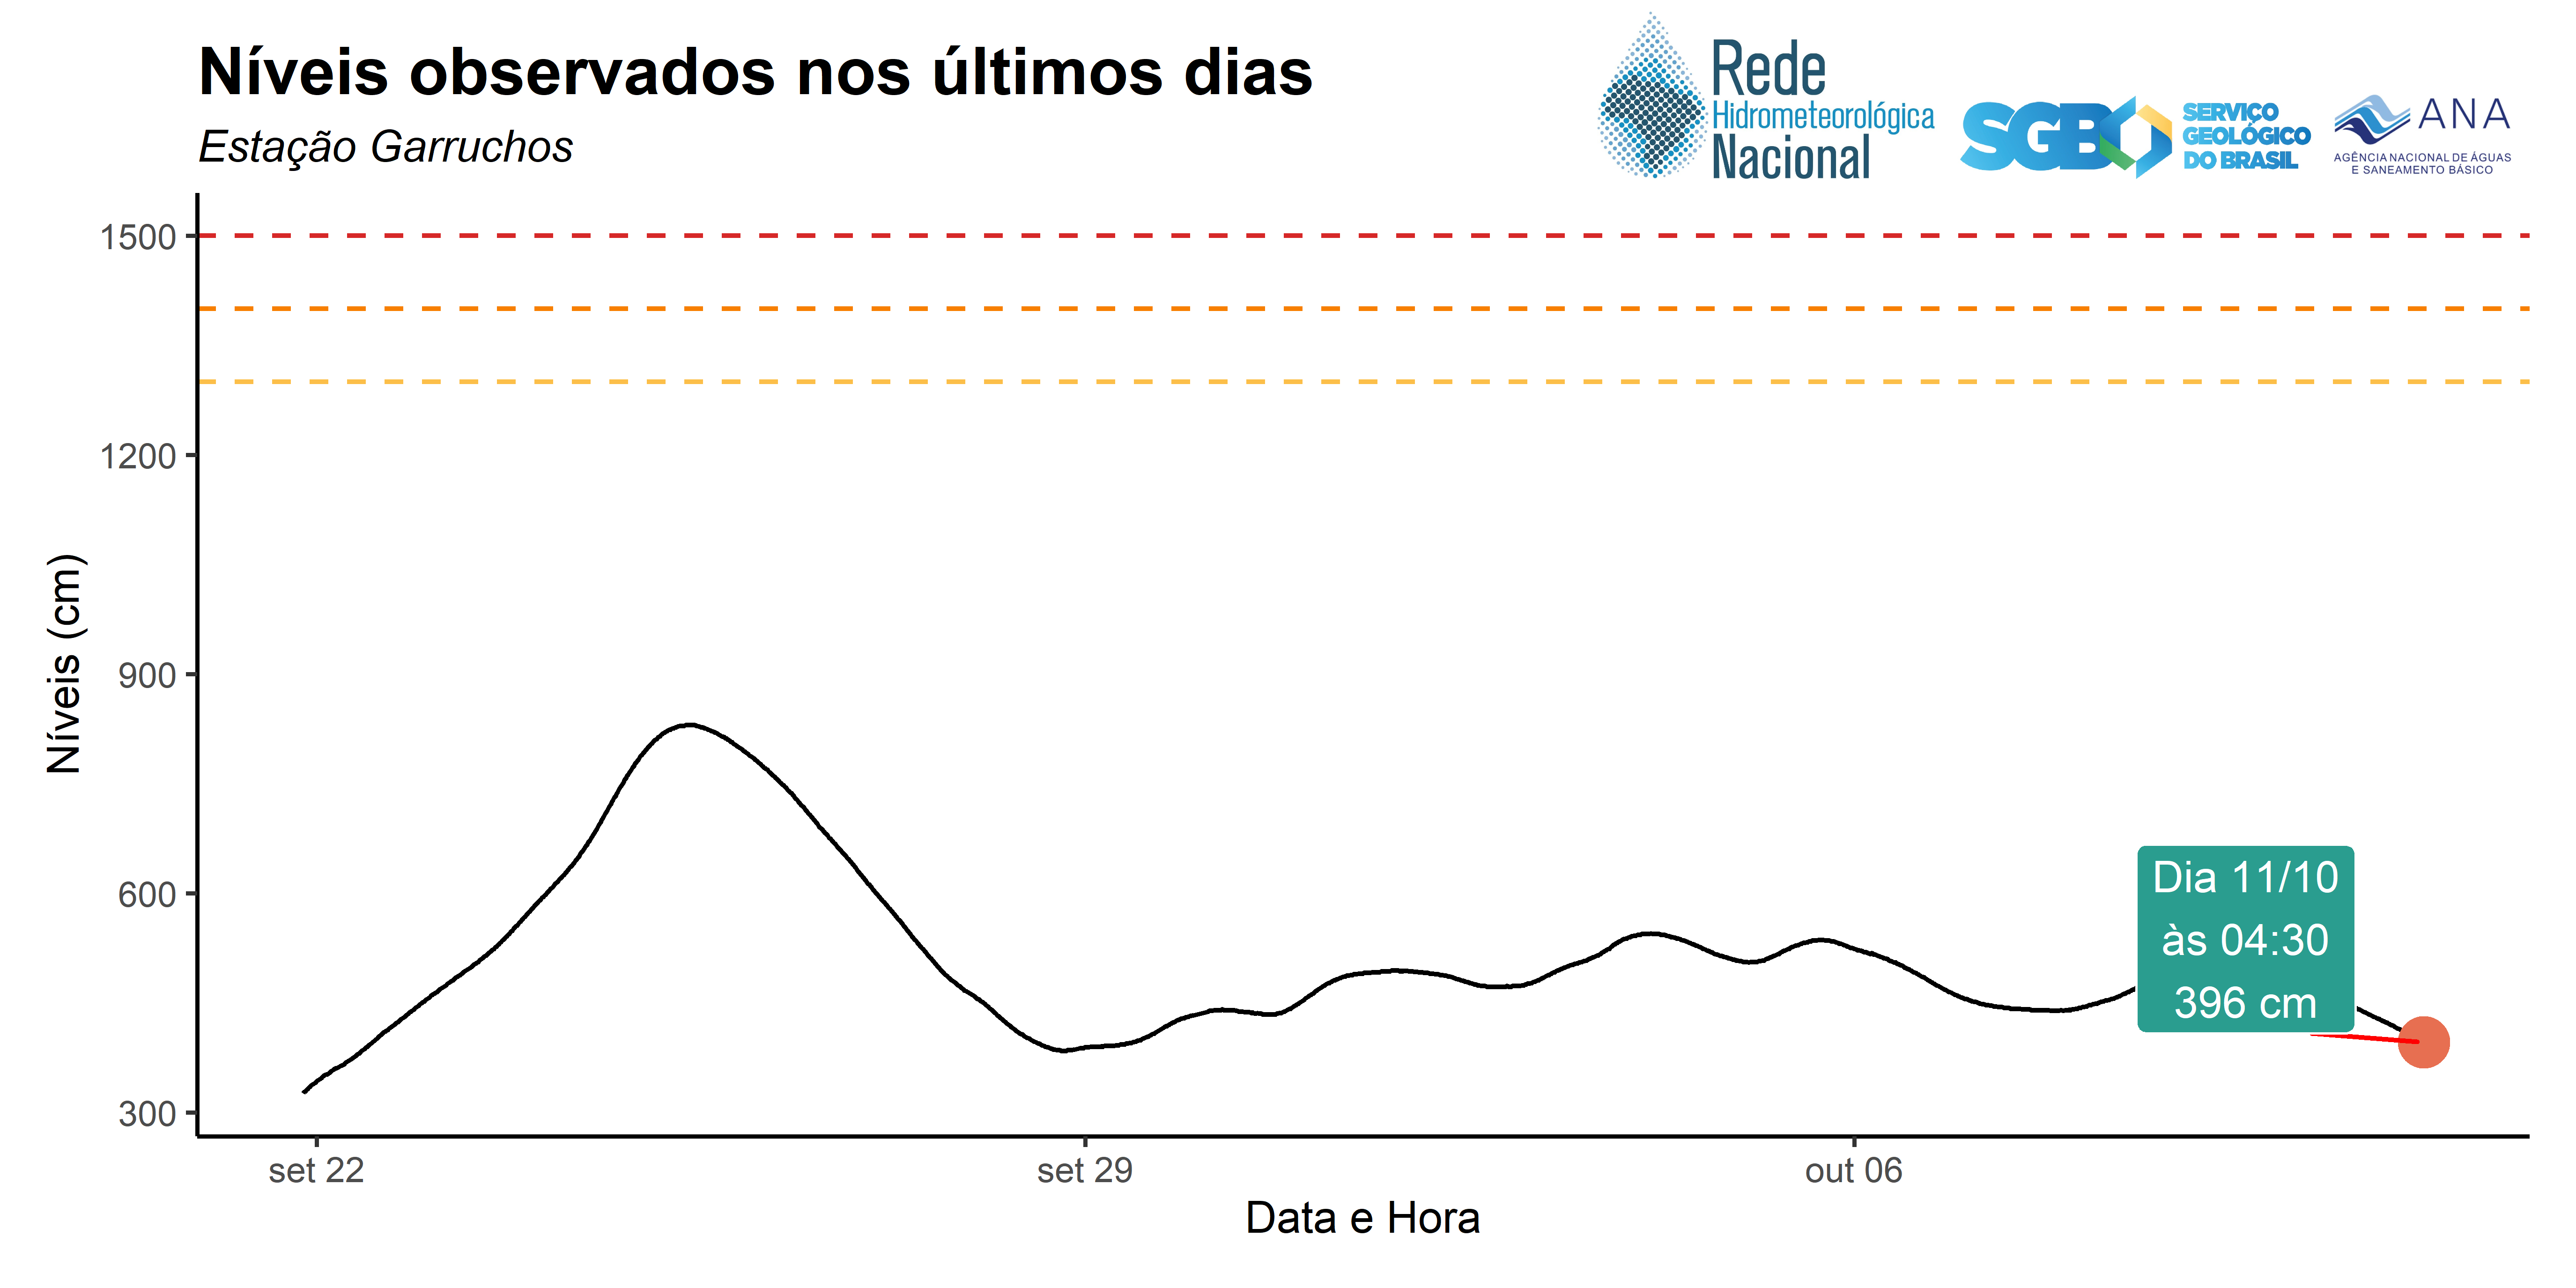 Níveis observados nos últimos dias
Estação Garruchos
Rede
Hidrometeorológica
Nacional
SGB
SERVIÇO
GEOLÓGICO
DO BRASIL
ANA
AGÊNCIA NACIONAL DE ÁGUAS
E SANEAMENTO BÁSICO
Níveis (cm)
1500
1200
900
600
300
Dia 11/10
às 04:30
396 cm
set 22
set 29
out 06
Data e Hora